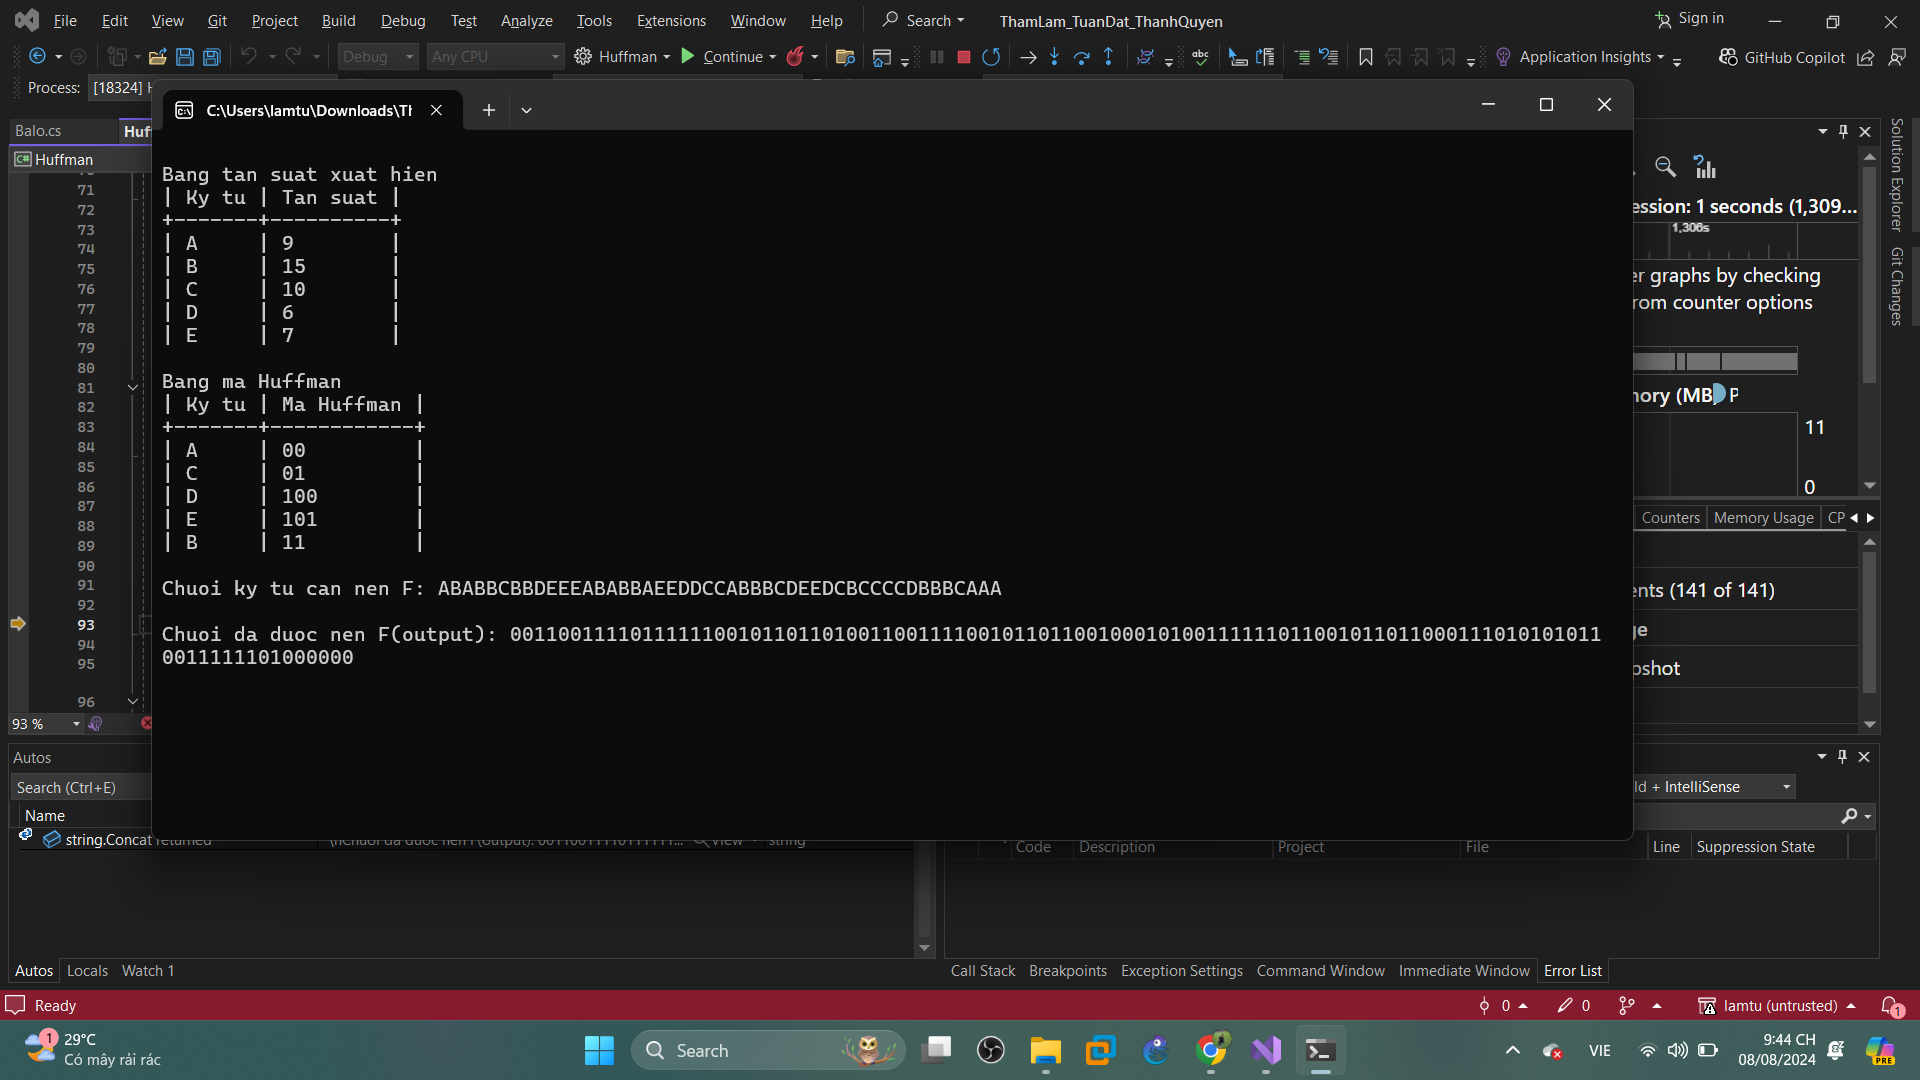 File Edit View Git Project Build Debug Test Analyze Tools Extensions Window Help Search ThamLam_TuanDat_ThanhQuyen Sign in
Debug Any CPU Huffman Continue Application Insights GitHub Copilot
Process: [18324]
C:\Users\lamtu\Downloads\Th
Balo.cs Huf
Huffman
71
72
73
74
75
76
77
78
79
80
81
82
83
84
85
86
87
88
89
90
91
92
93
94
95
96
93 %
Bang tan suat xuat hien
| Ky tu | Tan suat |
+-------+----------+
| A | 9 |
| B | 15 |
| C | 10 |
| D | 6 |
| E | 7 |
Bang ma Huffman
| Ky tu | Ma Huffman |
+-------+------------+
| A | 00 |
| C | 01 |
| D | 100 |
| E | 101 |
| B | 11 |
Chuoi ky tu can nen F: ABABBCBBDEEEABABBAEEDDCCABBBCDEEDCBCCCCDBBBCAAA
Chuoi da duoc nen F(output): 0011001111011111100101101101001100111100101101100100010100111111011001011011000111010101011
00111111101000000
ession: 1 seconds (1,309...
1,306s
er graphs by checking
rom counter options
nory (MB) P
11
0
Counters Memory Usage CP
ents (141 of 141)
ge
pshot
Solution Explorer
Git Changes
Autos
Search (Ctrl+E)
Name
string.Concat returned
View
string
Autos Locals Watch 1
ld + IntelliSense
Code Description Project File Line Suppression State
Call Stack Breakpoints Exception Settings Command Window Immediate Window Error List
Ready 0 0 lamtu (untrusted) 1
1 29°C
Có mây rải rác
Search
VIE
9:44 CH
08/08/2024
PRE